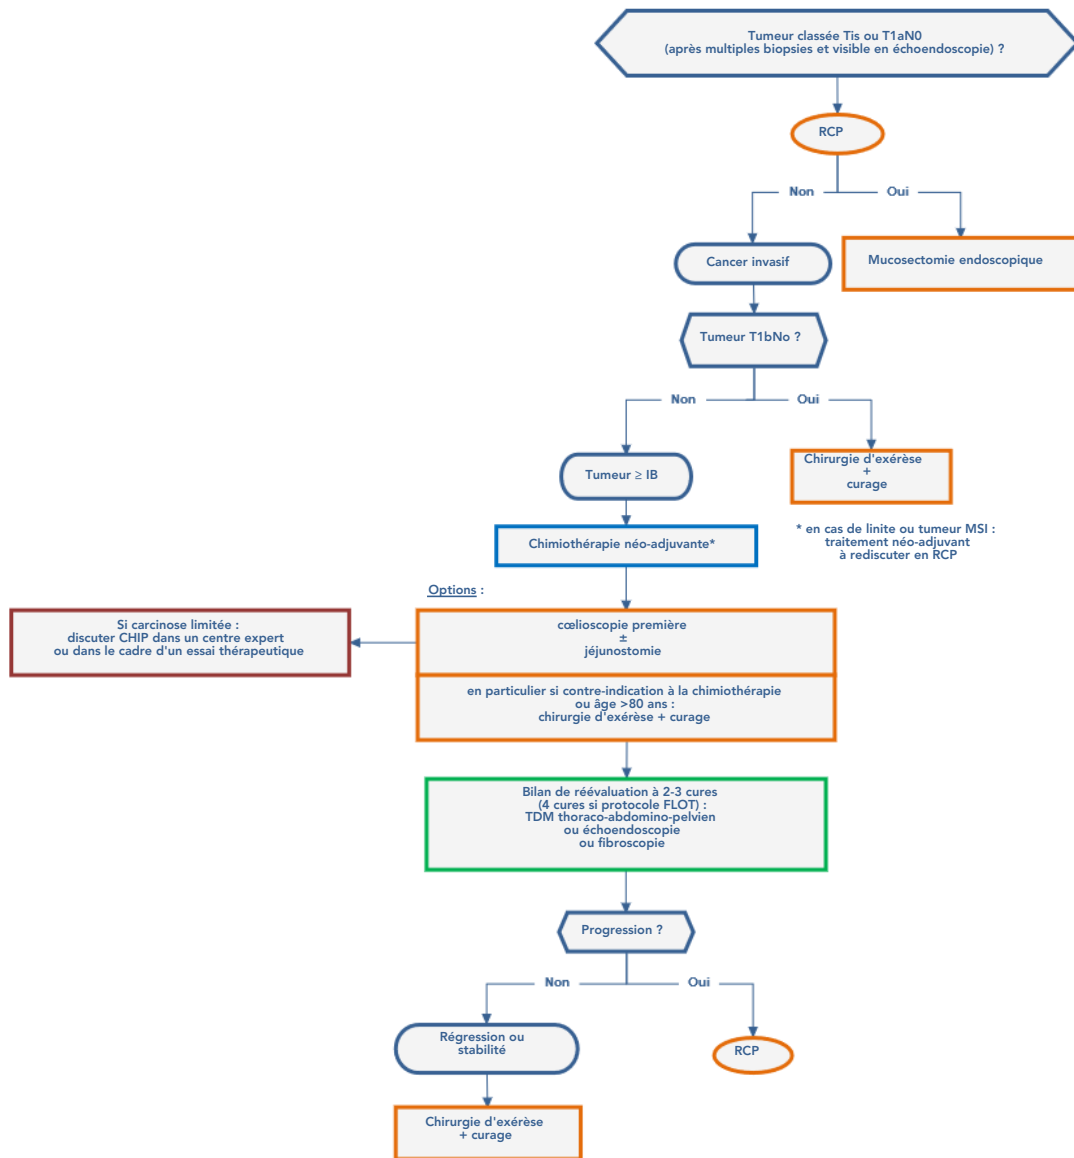 Tumeur classée Tis ou T1aN0
(après multiples biopsies et visible en échoendoscopie) ?
RCP
Non
Oui
Cancer invasif
Mucosectomie endoscopique
Tumeur T1bNo ?
Non
Oui
Tumeur ≥ IB
Chirurgie d'exérèse
+
curage
* en cas de linite ou tumeur MSI :
traitement néo-adjuvant
à rediscuter en RCP
Chimiothérapie néo-adjuvante*
Options :
Si carcinose limitée :
discuter CHIP dans un centre expert
ou dans le cadre d'un essai thérapeutique
cœlioscopie première
±
jéjunostomie
en particulier si contre-indication à la chimiothérapie
ou âge >80 ans :
chirurgie d'exérèse + curage
Bilan de réévaluation à 2-3 cures
(4 cures si protocole FLOT) :
TDM thoraco-abdomino-pelvien
ou échoendoscopie
ou fibroscopie
Progression ?
Non
Oui
Régression ou
stabilité
RCP
Chirurgie d'exérèse
+ curage